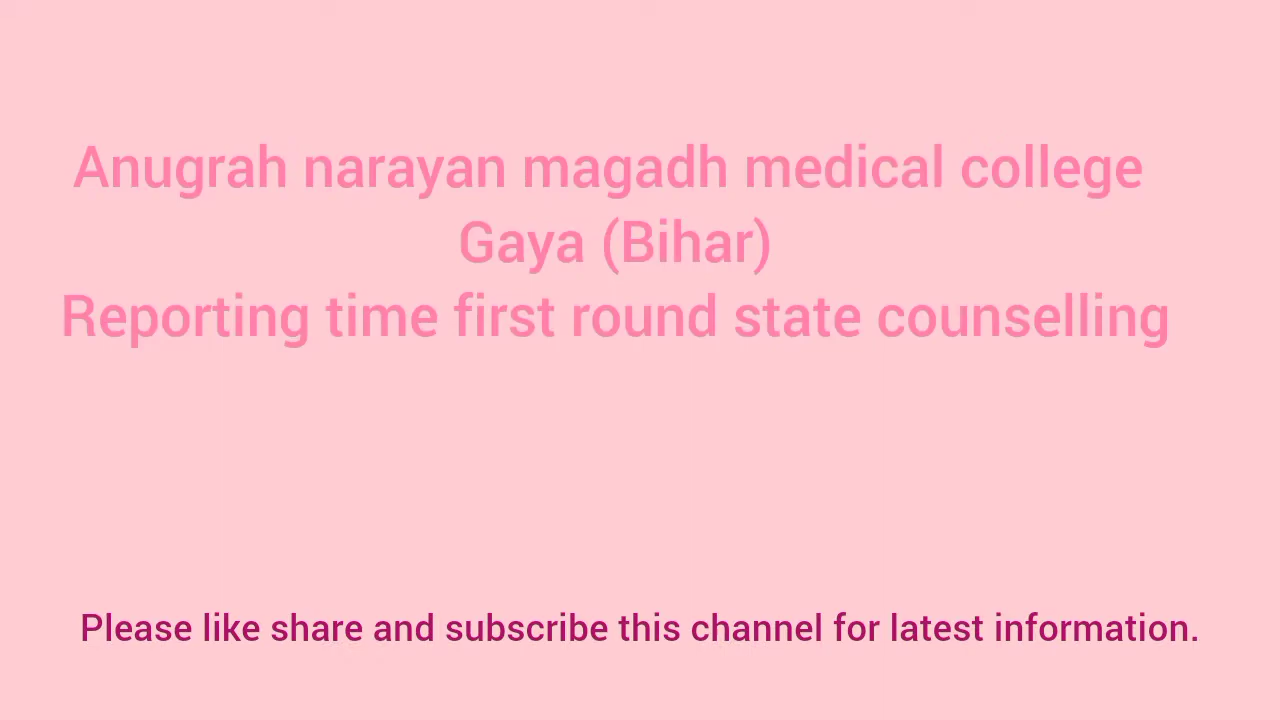 Anugrah narayan magadh medical college
Gaya (Bihar)
Reporting time first round state counselling
Please like share and subscribe this channel for latest information.